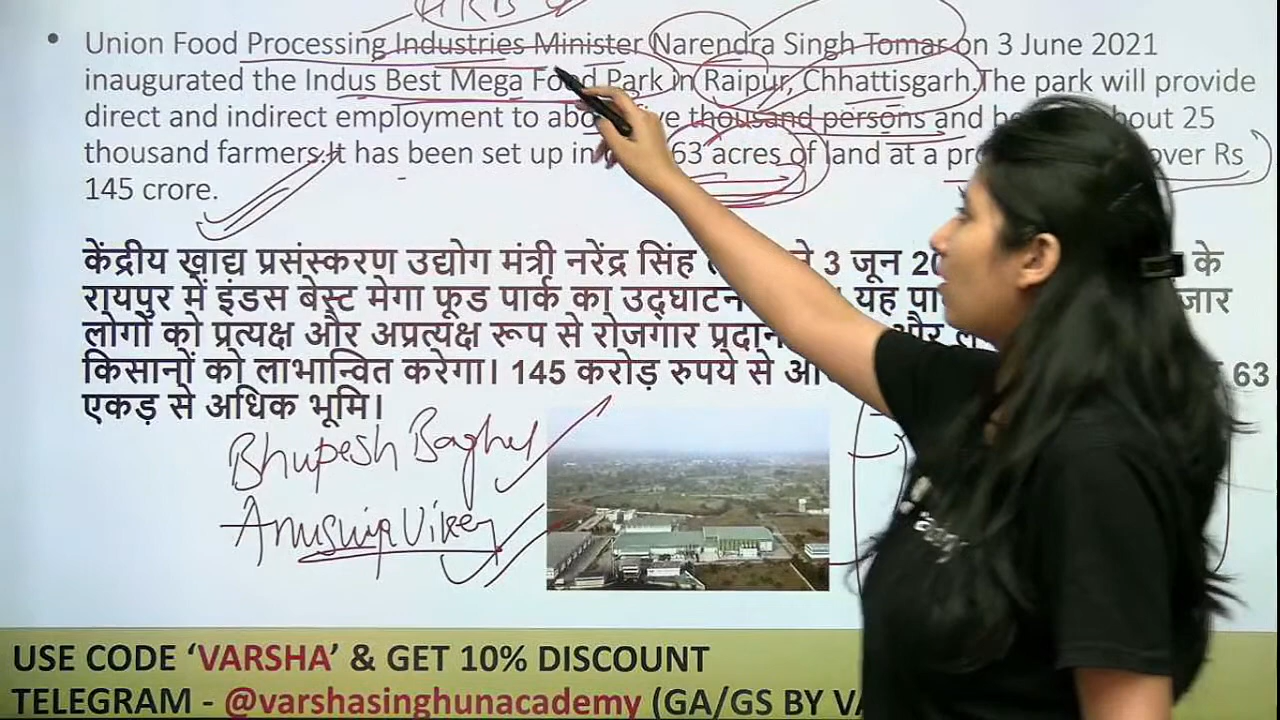 HRB
Union Food Processing Industries Minister Narendra Singh Tomar on 3 June 2021
inaugurated the Indus Best Mega Food Park in Raipur, Chhattisgarh. The park will provide
direct and indirect employment to thousand persons and about 25
thousand farmers. It has been set up in 63 acres of land at a over Rs
145 crore.
केंद्रीय खाद्य प्रसंस्करण उद्योग मंत्री नरेंद्र सिंह 3 जून के
रायपुर में इंडस बेस्ट मेगा फूड पार्क का उद्घाटन यह
लोगों को प्रत्यक्ष और अप्रत्यक्ष रूप से रोजगार प्रदान और
किसानों को लाभान्वित करेगा। 145 करोड़ रुपये से 63
एकड़ से अधिक भूमि।
Bhupesh Baghel
USE CODE ‘VARSHA’ & GET 10% DISCOUNT
TELEGRAM - @varshasinghunacademy (GA/GS BY